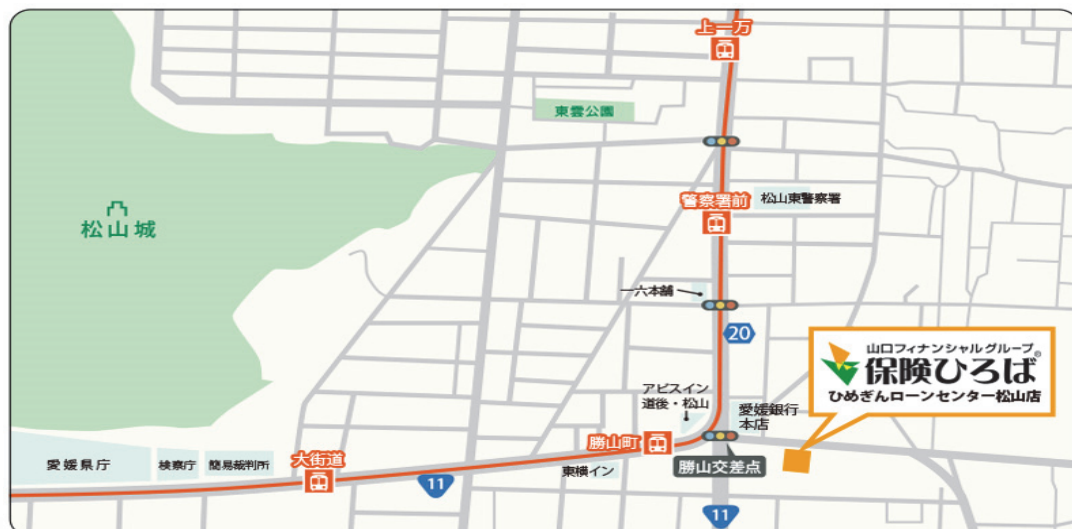 上一万
東雲公園
警察署前
松山東警察署
松山城
一六本舗
20
山口フィナンシャルグループ
保険ひろば®
ひめぎんローンセンター松山店
アビスイン
道後・松山
愛媛銀行
本店
勝山町
勝山交差点
愛媛県庁
検察庁
簡易裁判所
大街道
東横イン
11
11